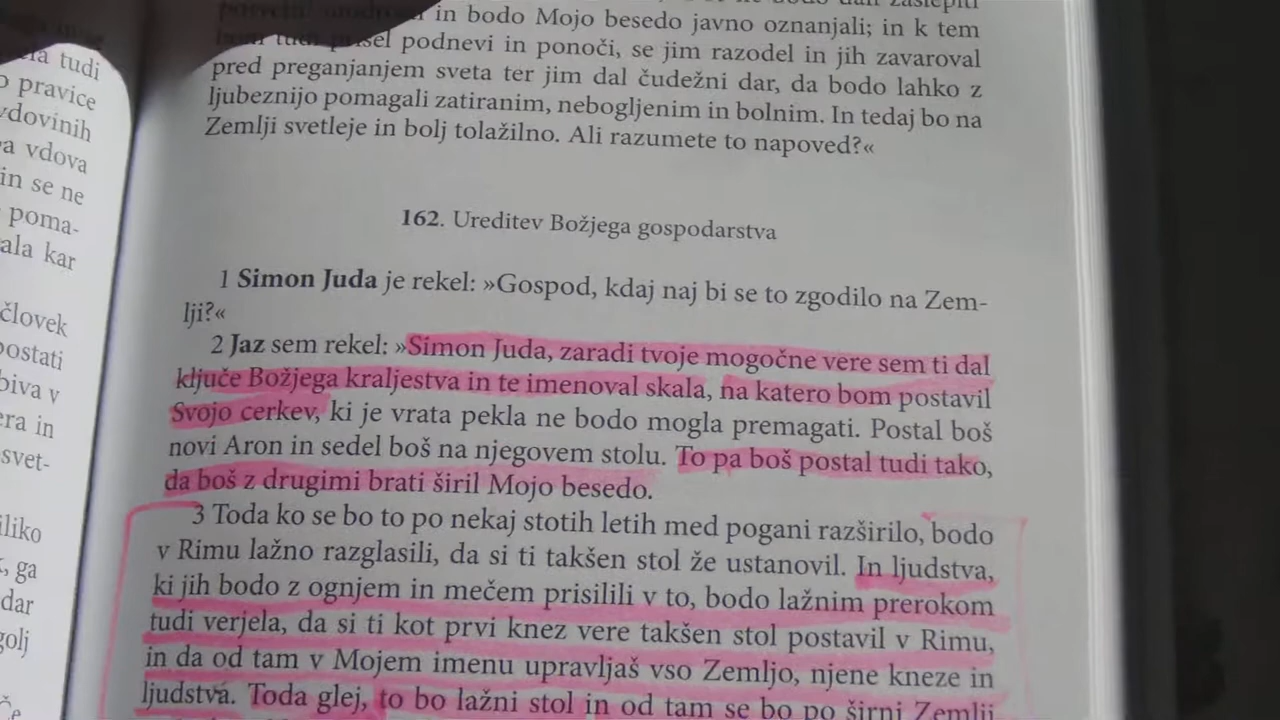 tudi
pravice
vdovinih
vdova
in se ne
poma-
ala kar
človek
postati
biva v
in
svet-
ga
dar
Če
in bodo Mojo besedo javno oznanjali; in k tem
podnevi in ponoči, se jim razodel in jih zavaroval
pred preganjanjem sveta ter jim dal čudežni dar, da bodo lahko z
ljubeznijo pomagali zatiranim, nebogljenim in bolnim. In tedaj bo na
Zemlji svetleje in bolj tolažilno. Ali razumete to napoved?«
162. Ureditev Božjega gospodarstva
1 Simon Juda je rekel: »Gospod, kdaj naj bi se to zgodilo na Zem-
lji?«
2 Jaz sem rekel: »Simon Juda, zaradi tvoje mogočne vere sem ti dal
ključe Božjega kraljestva in te imenoval skala, na katero bom postavil
Svojo cerkev, ki je vrata pekla ne bodo mogla premagati. Postal boš
novi Aron in sedel boš na njegovem stolu. To pa boš postal tudi tako,
da boš z drugimi brati širil Mojo besedo.
3 Toda ko se bo to po nekaj stotih letih med pogani razširilo, bodo
v Rimu lažno razglasili, da si ti takšen stol že ustanovil. In ljudstva,
ki jih bodo z ognjem in mečem prisilili v to, bodo lažnim prerokom
tudi verjela, da si ti kot prvi knez vere takšen stol postavil v Rimu,
in da od tam v Mojem imenu upravljaš vso Zemljo, njene kneze in
ljudstva. Toda glej, to bo lažni stol in od tam se bo po širni Zemlji